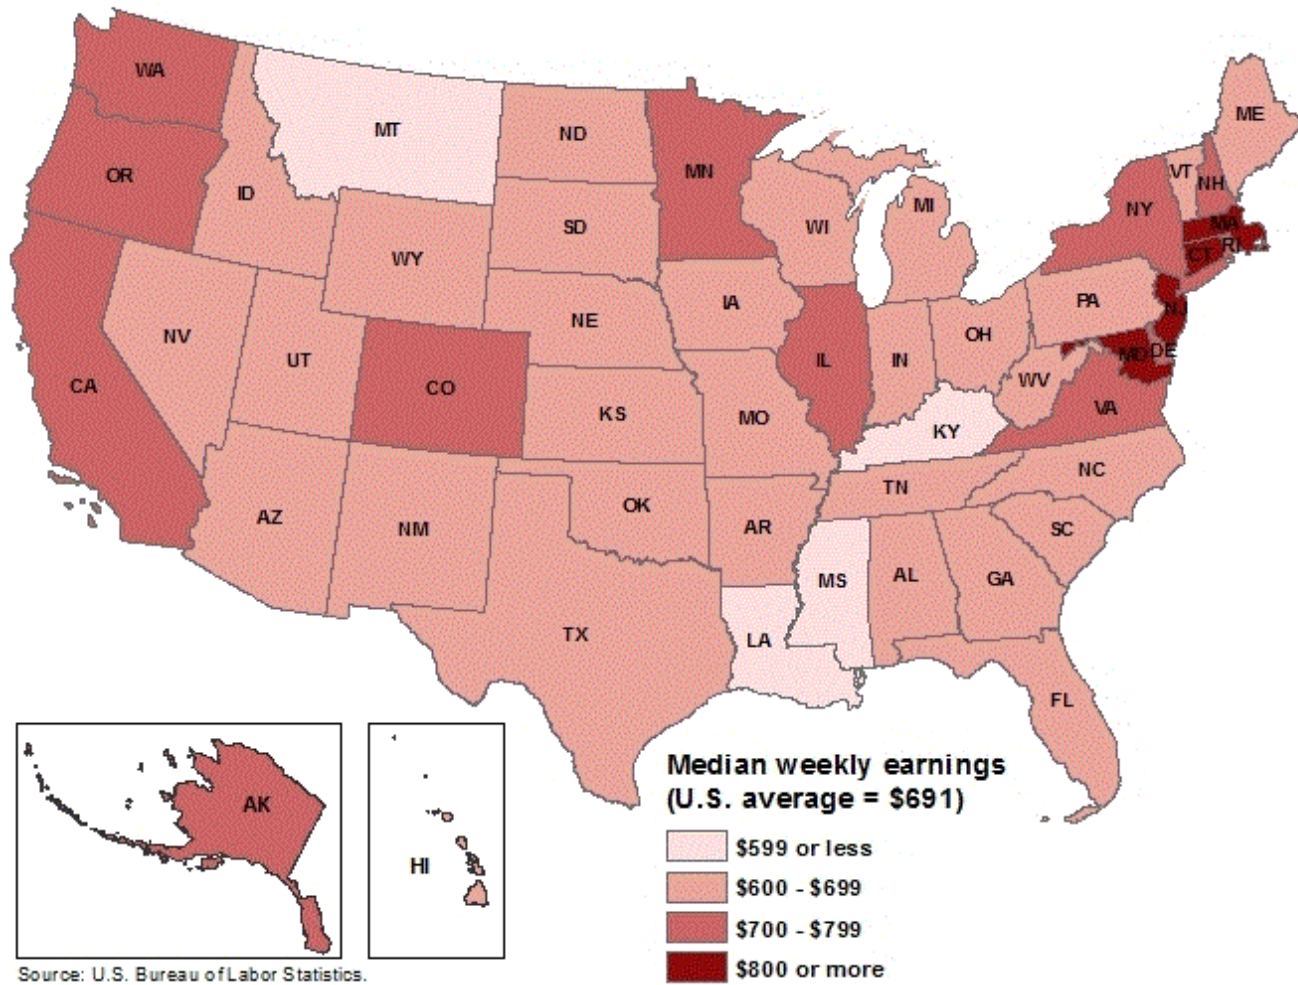 WA
MT
ND
MN
ME
OR
ID
SD
WI
MI
NY
VT
NH
MA
RI
CT
WY
IA
PA
NJ
NV
UT
NE
IL
IN
OH
MD
DE
CA
CO
KS
MO
WV
VA
KY
AZ
NM
OK
AR
TN
NC
SC
MS
AL
GA
TX
LA
FL
AK
HI
Median weekly earnings
(U.S. average = $691)
$599 or less
$600 - $699
$700 - $799
$800 or more
Source: U.S. Bureau of Labor Statistics.